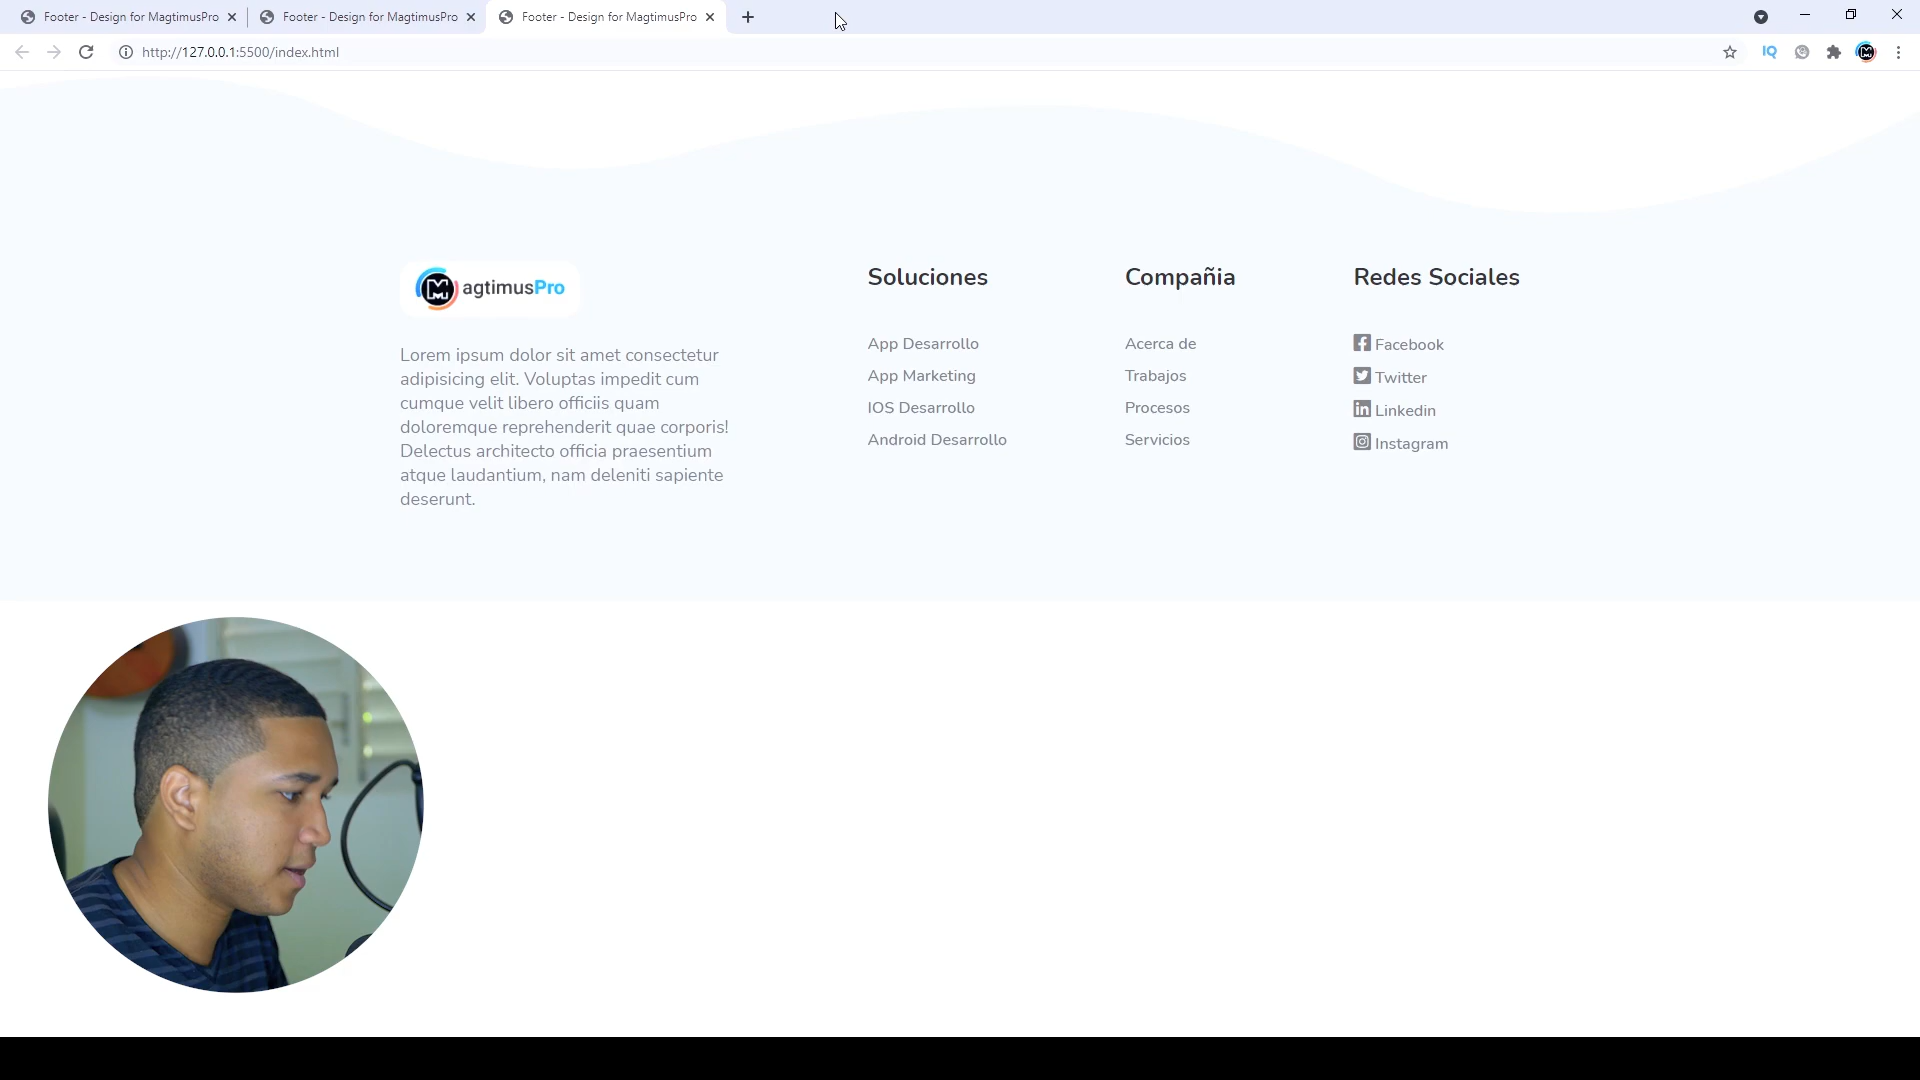 Footer - Design for MagtimusPro
Footer - Design for MagtimusPro
Footer - Design for MagtimusPro
http://127.0.0.1:5500/index.html
IQ
M
M agtimusPro
Lorem ipsum dolor sit amet consectetur
adipisicing elit. Voluptas impedit cum
cumque velit libero officiis quam
doloremque reprehenderit quae corporis!
Delectus architecto officia praesentium
atque laudantium, nam deleniti sapiente
deserunt.
Soluciones
App Desarrollo
App Marketing
IOS Desarrollo
Android Desarrollo
Compañia
Acerca de
Trabajos
Procesos
Servicios
Redes Sociales
Facebook
Twitter
Linkedin
Instagram